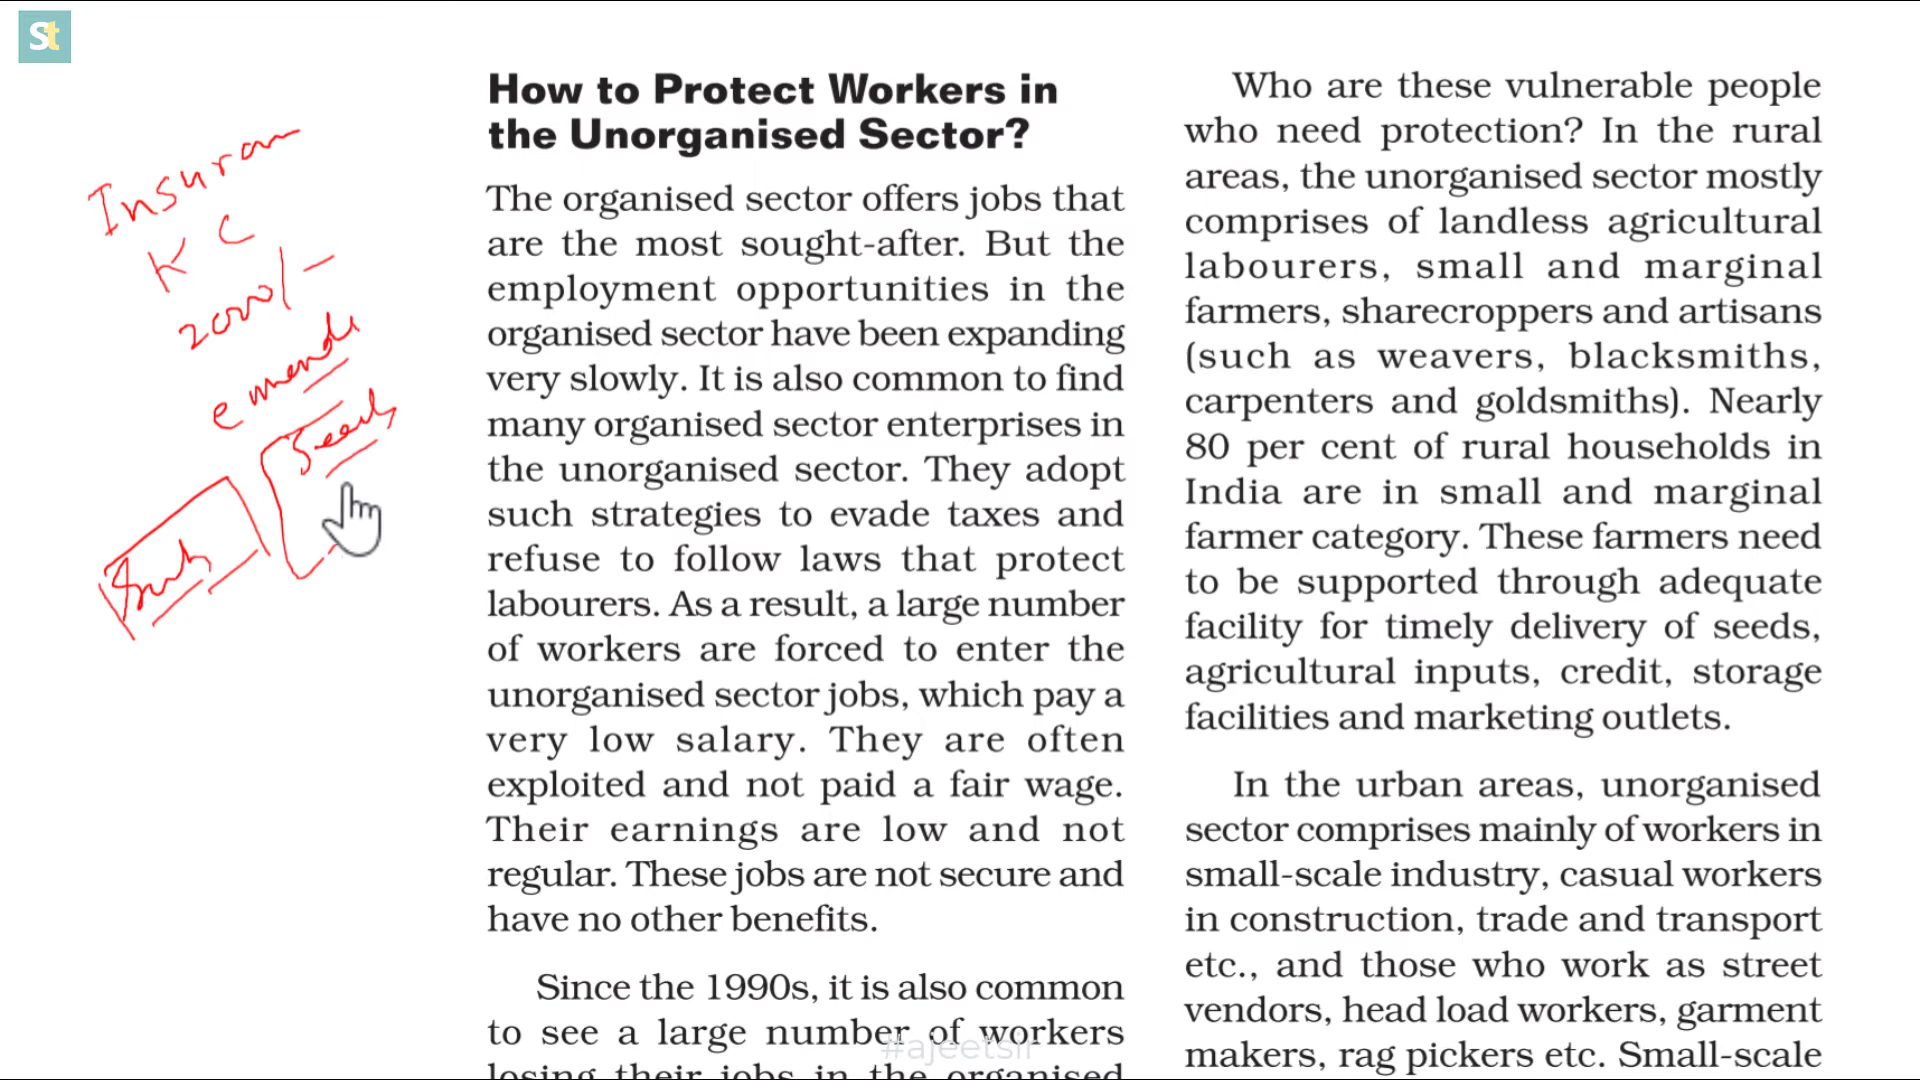 St
Insuran
K C
2000/-
e mandi
Seeds
How to Protect Workers in
the Unorganised Sector?
The organised sector offers jobs that
are the most sought-after. But the
employment opportunities in the
organised sector have been expanding
very slowly. It is also common to find
many organised sector enterprises in
the unorganised sector. They adopt
such strategies to evade taxes and
refuse to follow laws that protect
labourers. As a result, a large number
of workers are forced to enter the
unorganised sector jobs, which pay a
very low salary. They are often
exploited and not paid a fair wage.
Their earnings are low and not
regular. These jobs are not secure and
have no other benefits.
Since the 1990s, it is also common
to see a large number of workers
losing their jobs in the organised
#ajeetsir
Who are these vulnerable people
who need protection? In the rural
areas, the unorganised sector mostly
comprises of landless agricultural
labourers, small and marginal
farmers, sharecroppers and artisans
(such as weavers, blacksmiths,
carpenters and goldsmiths). Nearly
80 per cent of rural households in
India are in small and marginal
farmer category. These farmers need
to be supported through adequate
facility for timely delivery of seeds,
agricultural inputs, credit, storage
facilities and marketing outlets.
In the urban areas, unorganised
sector comprises mainly of workers in
small-scale industry, casual workers
in construction, trade and transport
etc., and those who work as street
vendors, head load workers, garment
makers, rag pickers etc. Small-scale